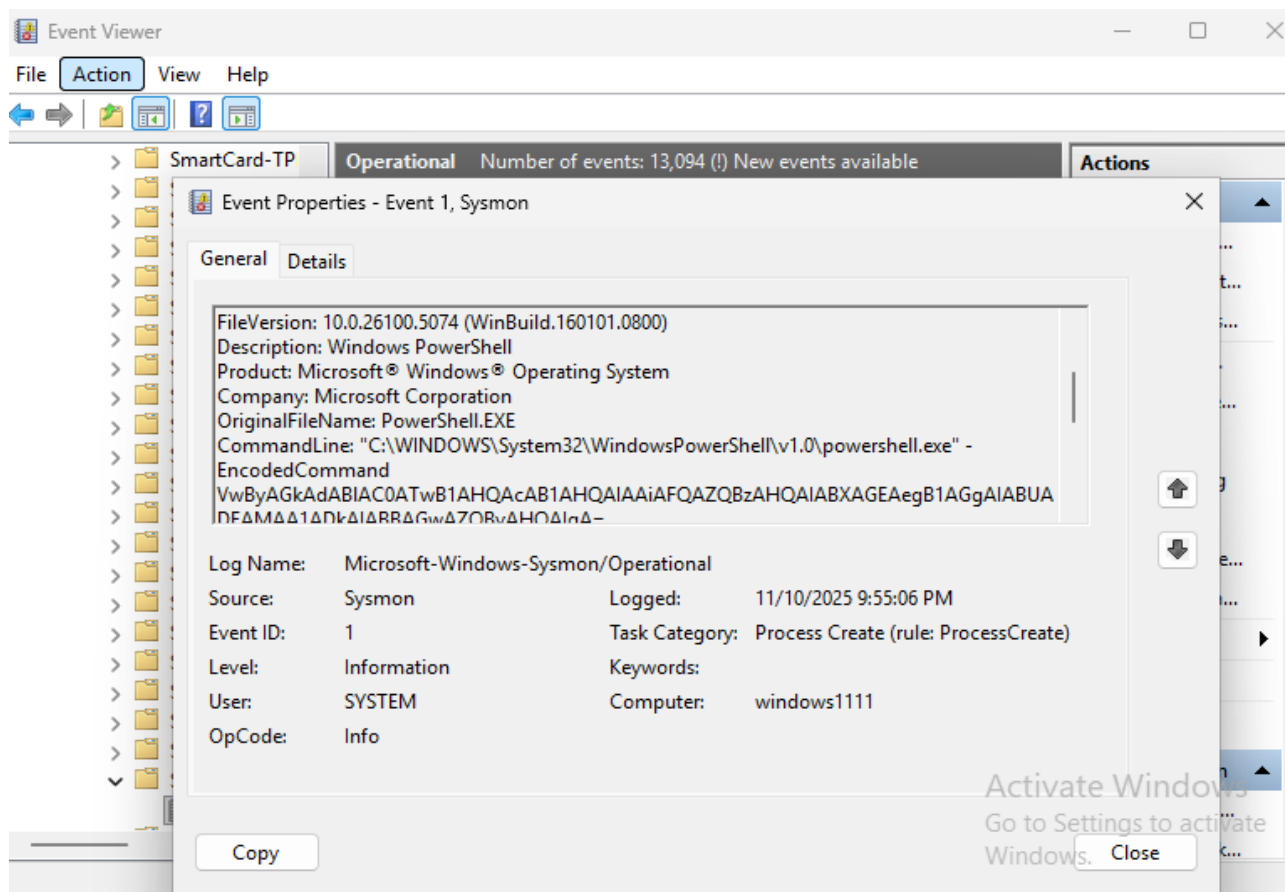 Event Viewer
File Action View Help
SmartCard-TP
Operational Number of events: 13,094 (!) New events available
Actions
Event Properties - Event 1, Sysmon
General Details
FileVersion: 10.0.26100.5074 (WinBuild.160101.0800)
Description: Windows PowerShell
Product: Microsoft® Windows® Operating System
Company: Microsoft Corporation
OriginalFileName: PowerShell.EXE
CommandLine: "C:\WINDOWS\System32\WindowsPowerShell\v1.0\powershell.exe" -
EncodedCommand
VwByAGkAdABlAC0ATwB1AHQAcAB1AHQAIAAiAFQAZQBzAHQAIABXAGEAegB1AGgAIABUA
DEAMAA1ADkAIABBAGwAZQByAHQAIgA=
Log Name: Microsoft-Windows-Sysmon/Operational
Source: Sysmon Logged: 11/10/2025 9:55:06 PM
Event ID: 1 Task Category: Process Create (rule: ProcessCreate)
Level: Information Keywords:
User: SYSTEM Computer: windows1111
OpCode: Info
Activate Windows
Go to Settings to activate
Windows.
Copy Close